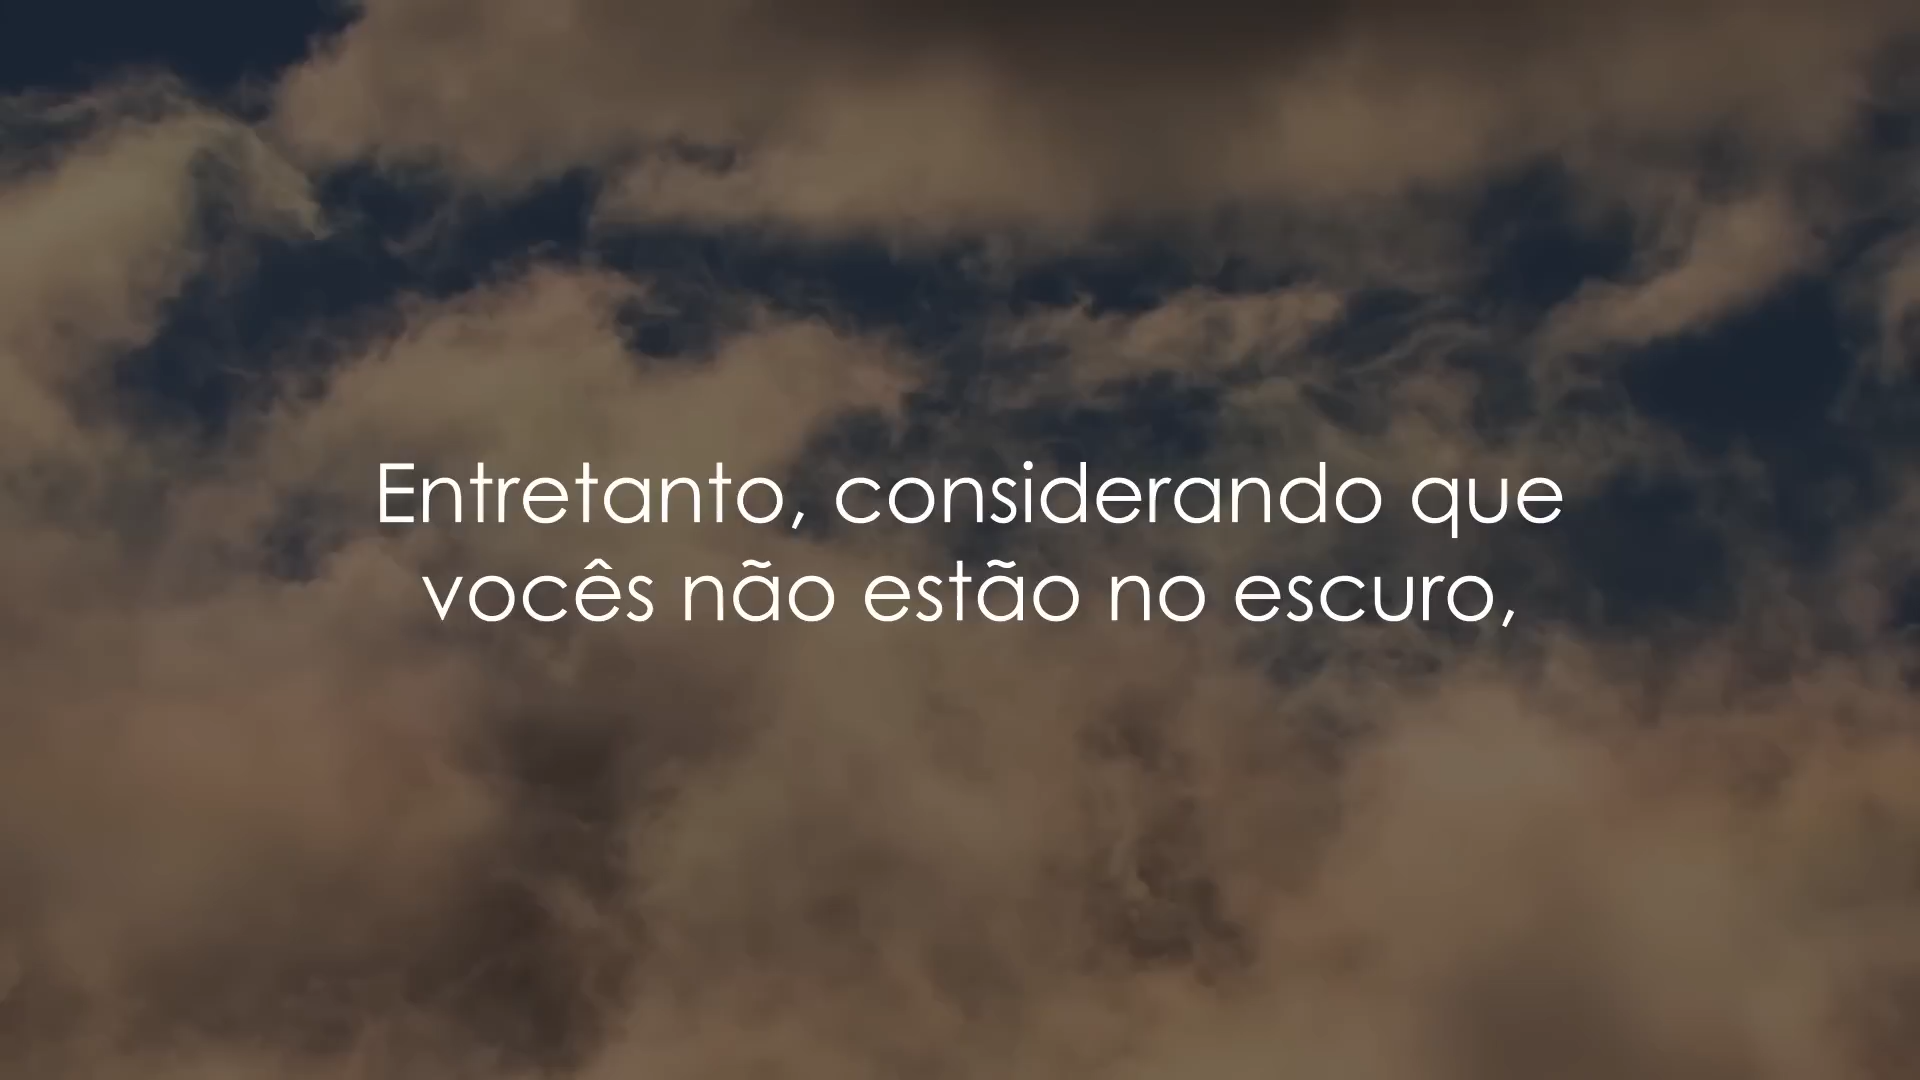 Entretanto, considerando que
vocês não estão no escuro,